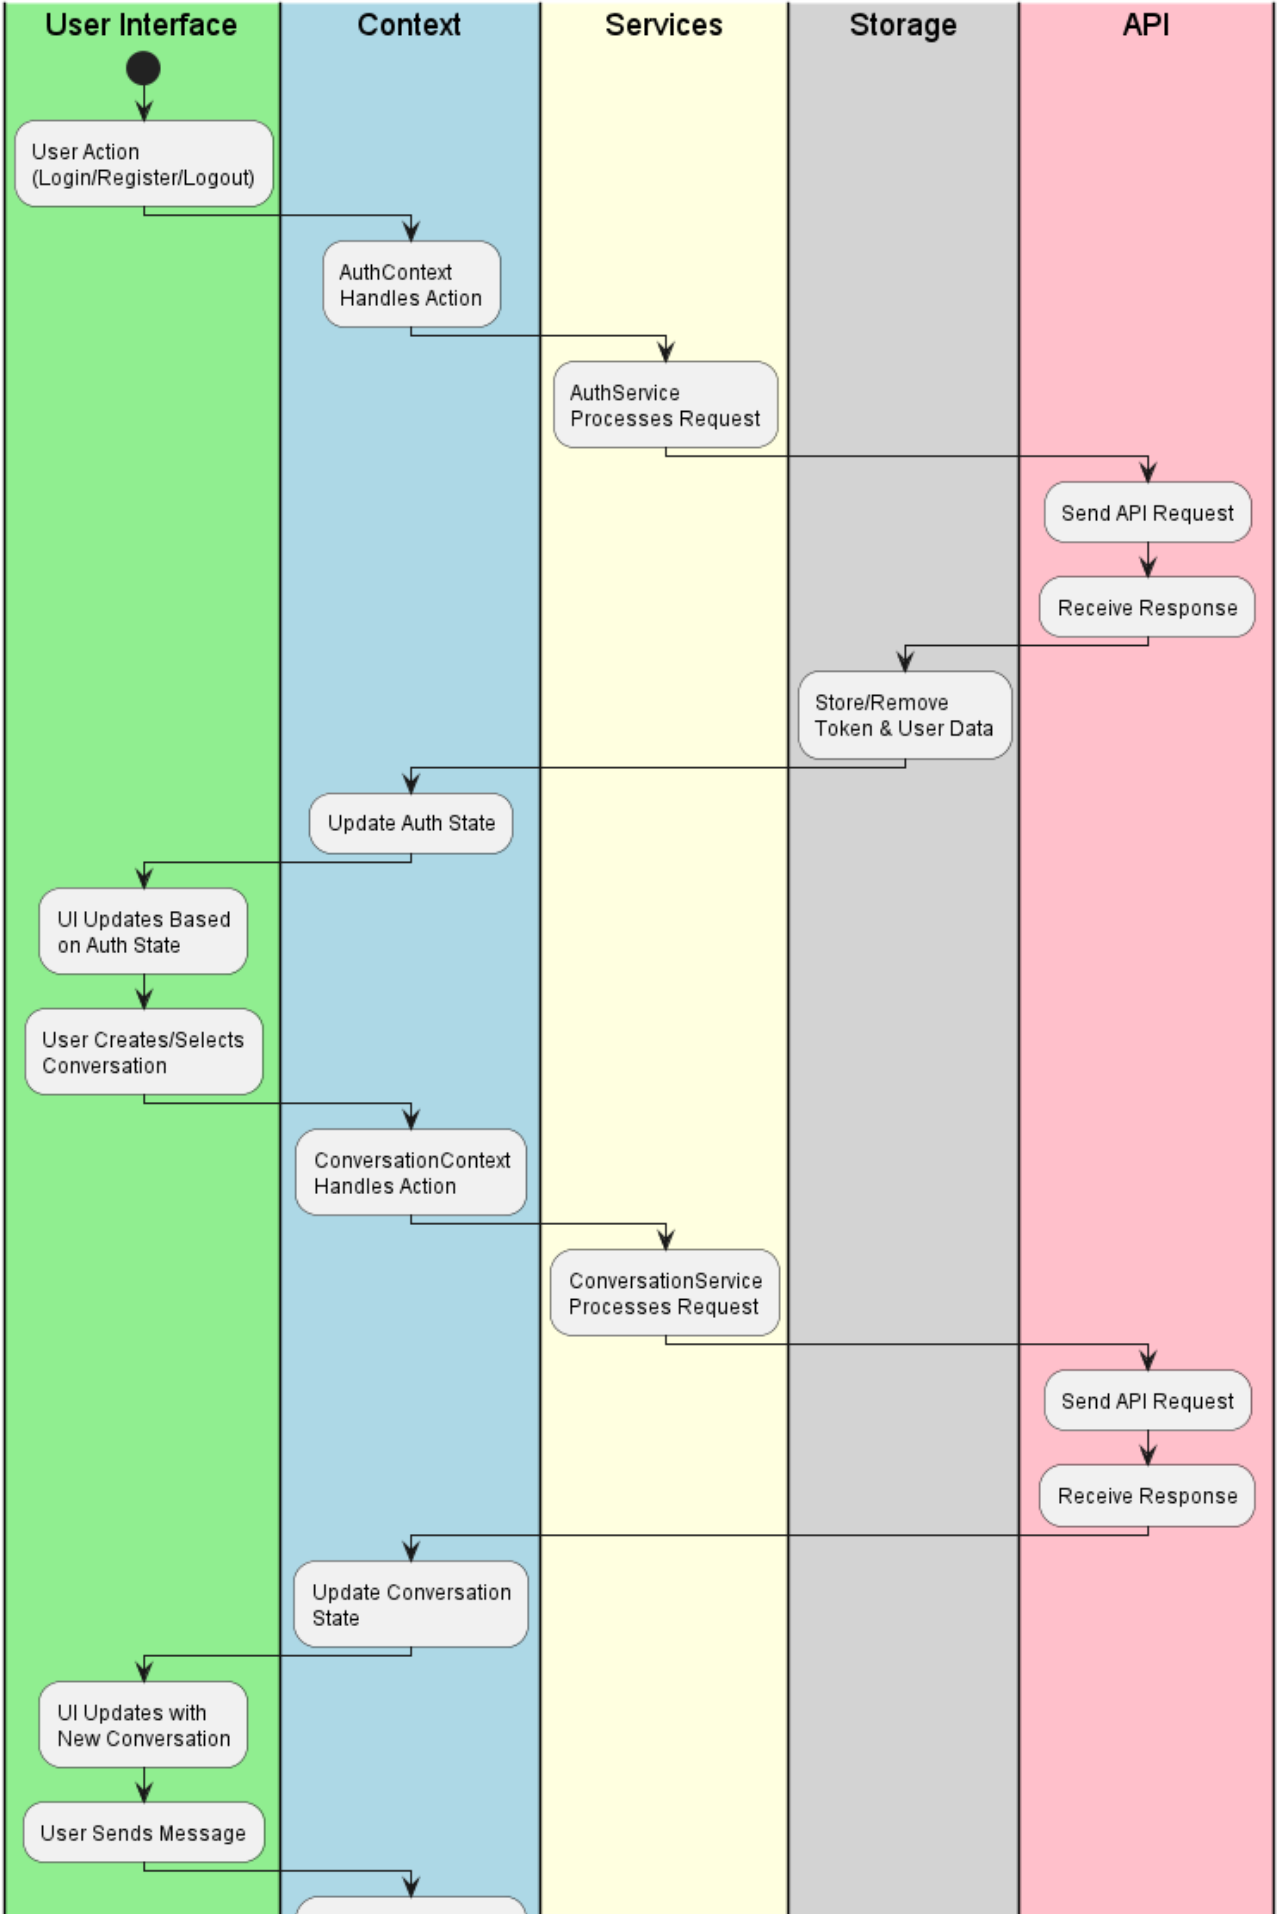 User Interface
Context
Services
Storage
API
User Action
(Login/Register/Logout)
AuthContext
Handles Action
AuthService
Processes Request
Send API Request
Receive Response
Store/Remove
Token & User Data
Update Auth State
UI Updates Based
on Auth State
User Creates/Selects
Conversation
ConversationContext
Handles Action
ConversationService
Processes Request
Send API Request
Receive Response
Update Conversation
State
UI Updates with
New Conversation
User Sends Message